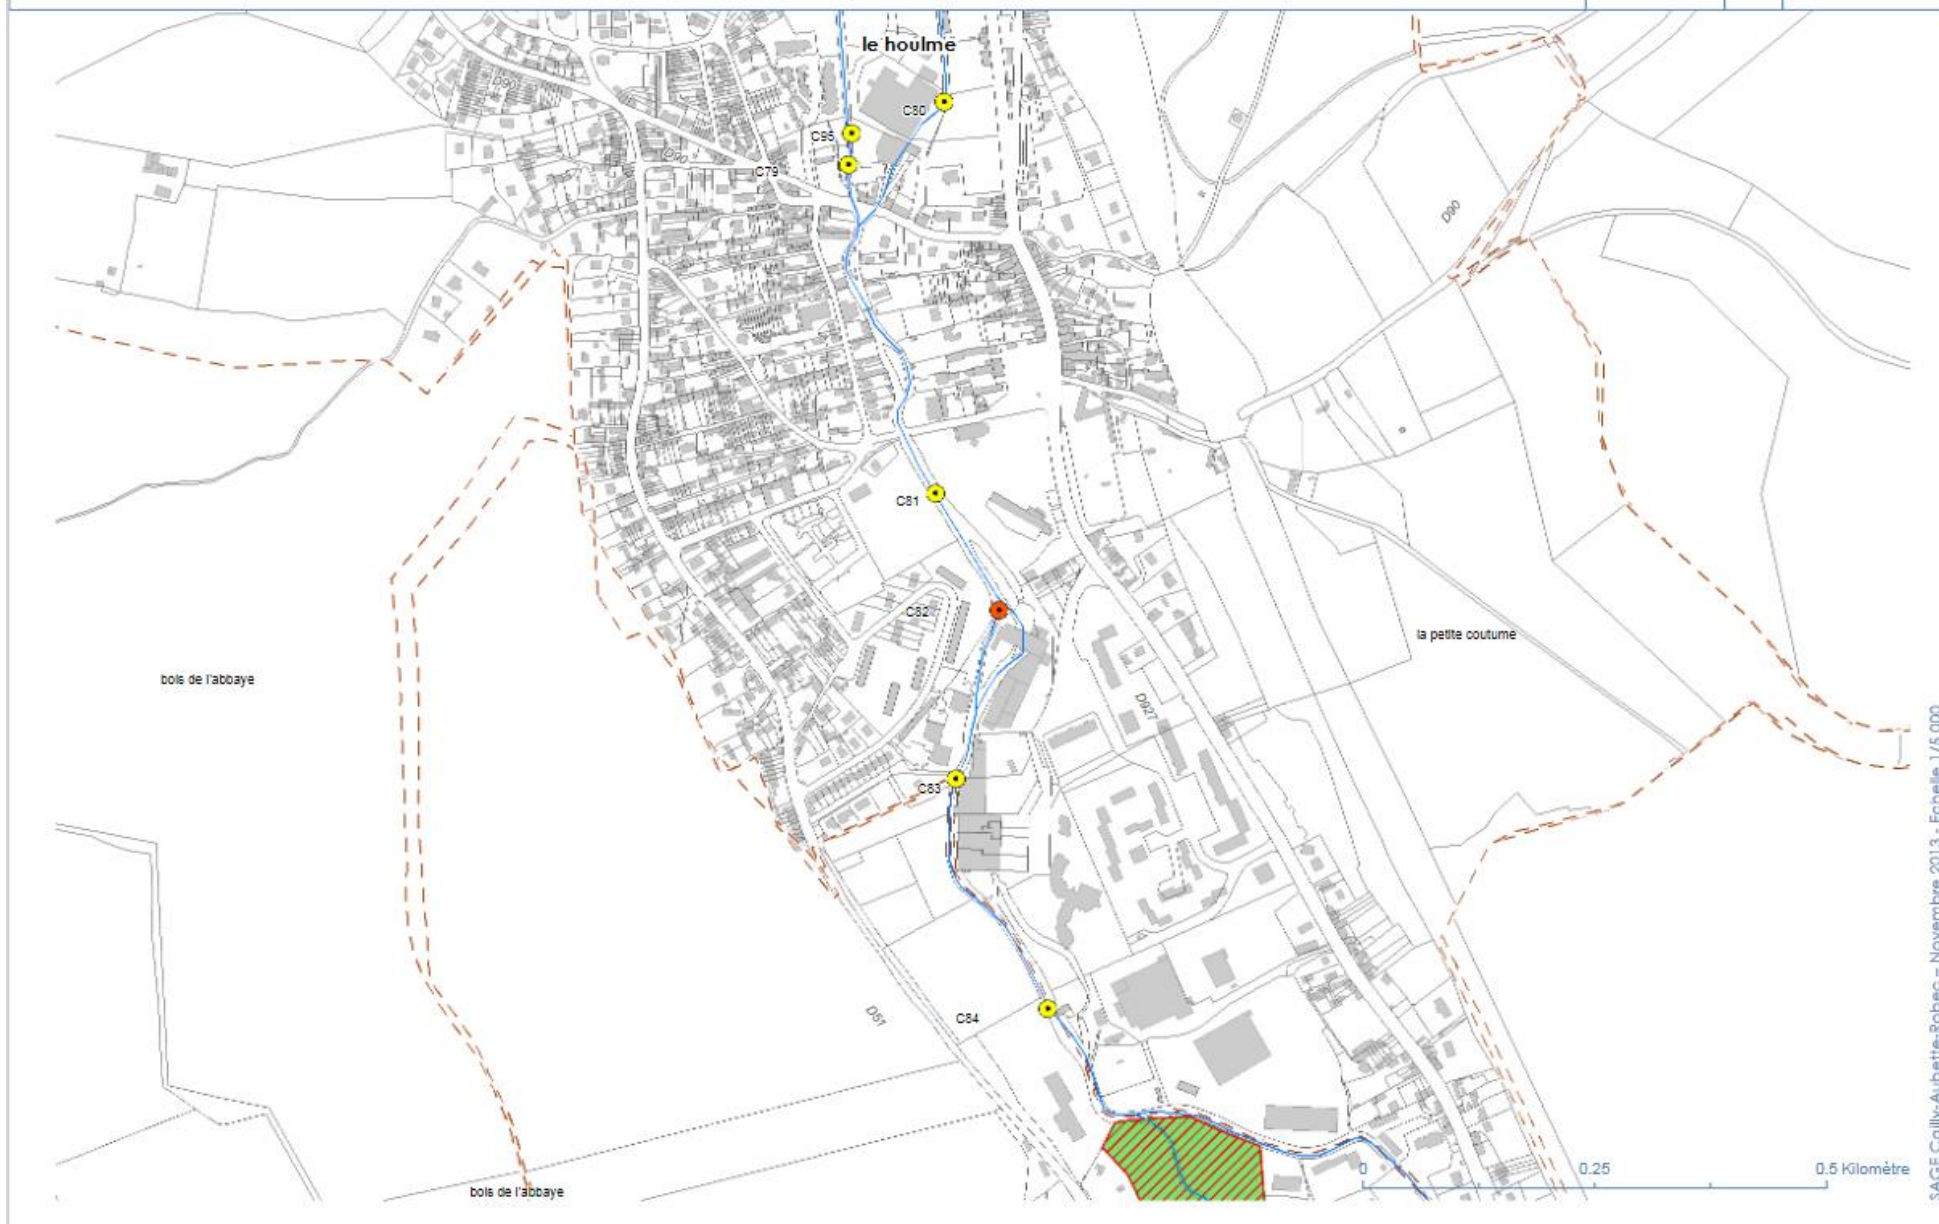 le houlme
D90
C80
C95
D90
C79
D90
C81
C82
la petite coutume
bois de l'abbaye
D927
C83
C84
D51
0 0.25 0.5 Kilomètre
bois de l'abbaye
SAGE Cailly-Aubette-Robec – Novembre 2013 - Echelle 1/5 000